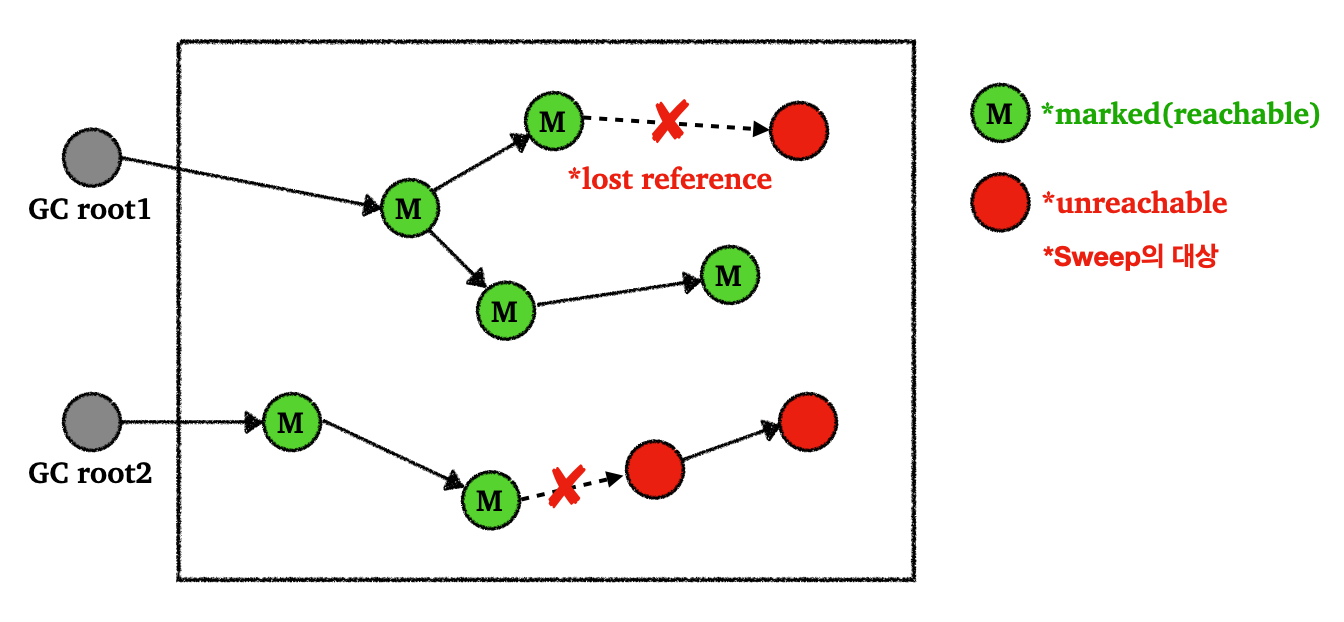 M
M *marked(reachable)
GC root1
*lost reference
M
*unreachable
*Sweep의 대상
M
M
M
GC root2
M